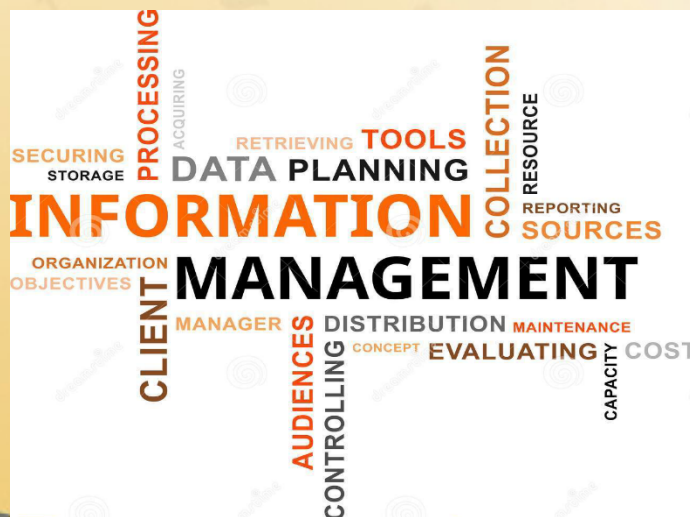 PROCESSING
ACQUIRING
COLLECTION
RESOURCE
RETRIEVING TOOLS
SECURING
STORAGE
DATA PLANNING
INFORMATION
REPORTING
SOURCES
ORGANIZATION
OBJECTIVES
MANAGEMENT
CLIENT
MANAGER
AUDIENCES
DISTRIBUTION MAINTENANCE
CONTROLLING
CONCEPT EVALUATING
CAPACITY
COST